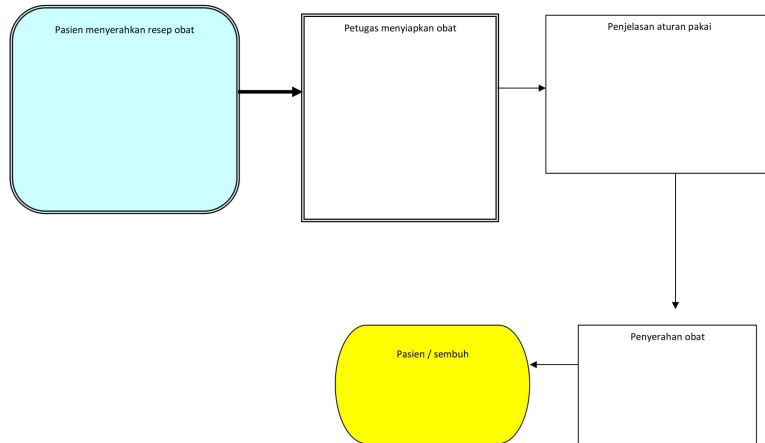 Pasien menyerahkan resep obat
Petugas menyiapkan obat
Penjelasan aturan pakai
Penyerahan obat
Pasien / sembuh